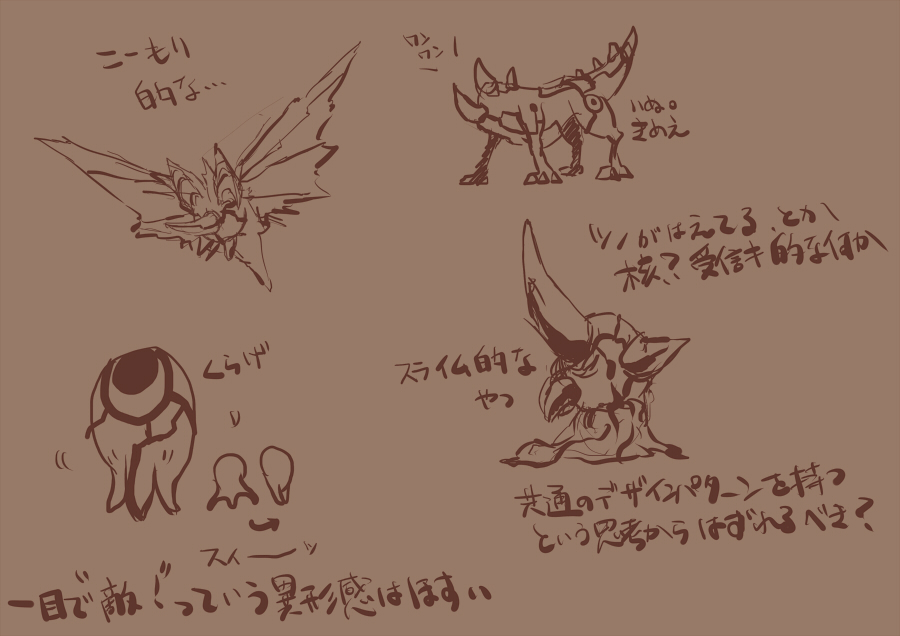 こーもり
的な…
ワン
ワン!
いぬ。
きめえ
ツノがはえてる、とか
核?受信キ的な何か
くらげ
スライム的な
やつ
スィーーッ
共通のデザインパターンを持つ
という思考からはずれるべき?
一目で敵!っていう異形感はほすぃ